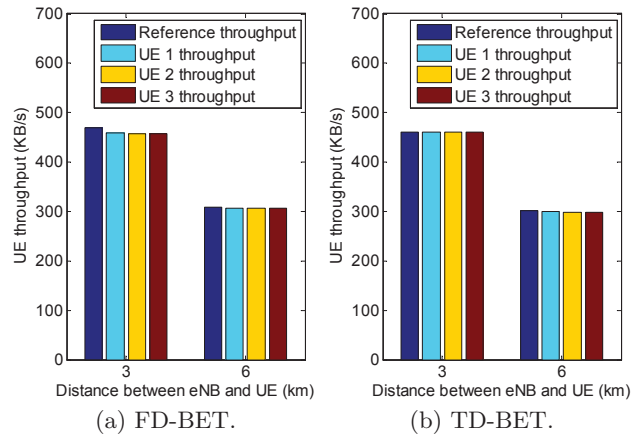 700
600
500
400
300
200
100
0
UE throughput (KB/s)
Reference throughput
UE 1 throughput
UE 2 throughput
UE 3 throughput
3
6
Distance between eNB and UE (km)
(a) FD-BET.
700
600
500
400
300
200
100
0
UE throughput (KB/s)
Reference throughput
UE 1 throughput
UE 2 throughput
UE 3 throughput
3
6
Distance between eNB and UE (km)
(b) TD-BET.